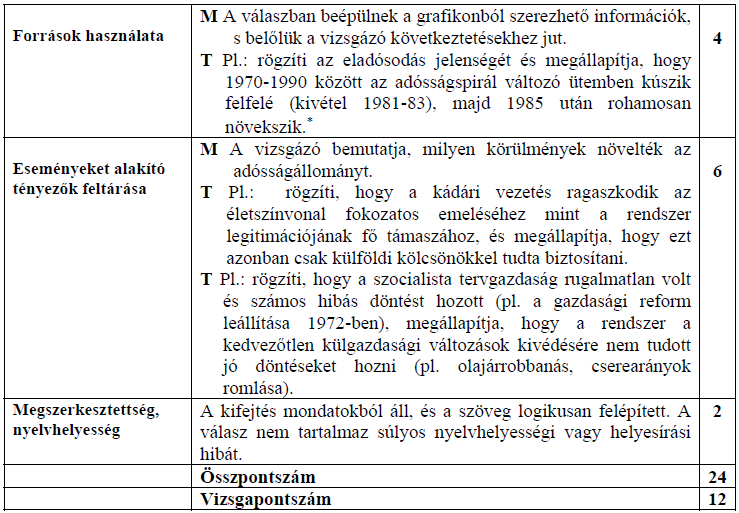 Források használata
M A válaszban beépülnek a grafikonból szerezhető információk,
s belőlük a vizsgázó következtetésekhez jut.
T Pl.: rögzíti az eladósodás jelenségét és megállapítja, hogy
1970-1990 között az adósságspirál változó ütemben kúszik
felfelé (kivétel 1981-83), majd 1985 után rohamosan
növekszik.*
4
Eseményeket alakító
tényezők feltárása
M A vizsgázó bemutatja, milyen körülmények növelték az
adósságállományt.
T Pl.: rögzíti, hogy a kádári vezetés ragaszkodik az
életszínvonal fokozatos emeléséhez mint a rendszer
legitimációjának fő támaszához, és megállapítja, hogy ezt
azonban csak külföldi kölcsönökkel tudta biztosítani.
T Pl.: rögzíti, hogy a szocialista tervgazdaság rugalmatlan volt
és számos hibás döntést hozott (pl. a gazdasági reform
leállítása 1972-ben), megállapítja, hogy a rendszer a
kedvezőtlen külgazdasági változások kivédésére nem tudott
jó döntéseket hozni (pl. olajárrobbanás, cserearányok
romlása).
6
Megszerkesztettség,
nyelvhelyesség
A kifejtés mondatokból áll, és a szöveg logikusan felépített. A
válasz nem tartalmaz súlyos nyelvhelyességi vagy helyesírási
hibát.
2
Összpontszám 24
Vizsgapontszám 12